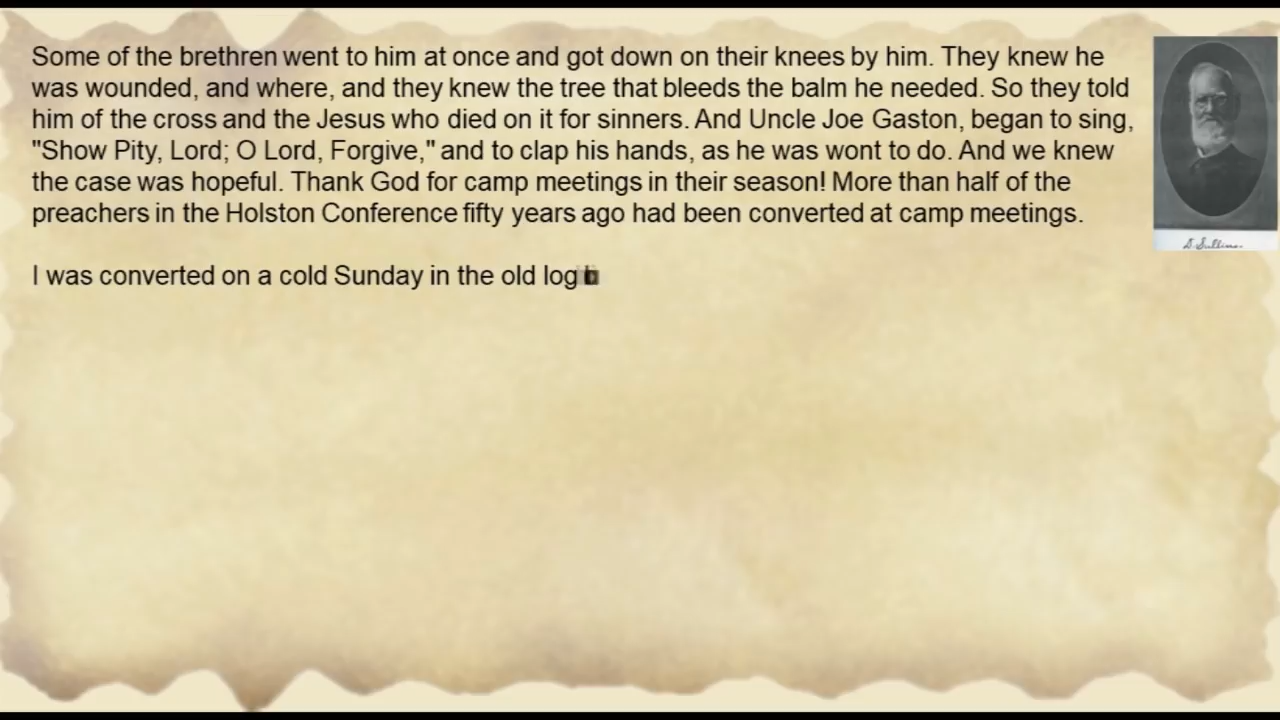 Some of the brethren went to him at once and got down on their knees by him. They knew he
was wounded, and where, and they knew the tree that bleeds the balm he needed. So they told
him of the cross and the Jesus who died on it for sinners. And Uncle Joe Gaston, began to sing,
"Show Pity, Lord; O Lord, Forgive," and to clap his hands, as he was wont to do. And we knew
the case was hopeful. Thank God for camp meetings in their season! More than half of the
preachers in the Holston Conference fifty years ago had been converted at camp meetings.
I was converted on a cold Sunday in the old log
D. Sullins.